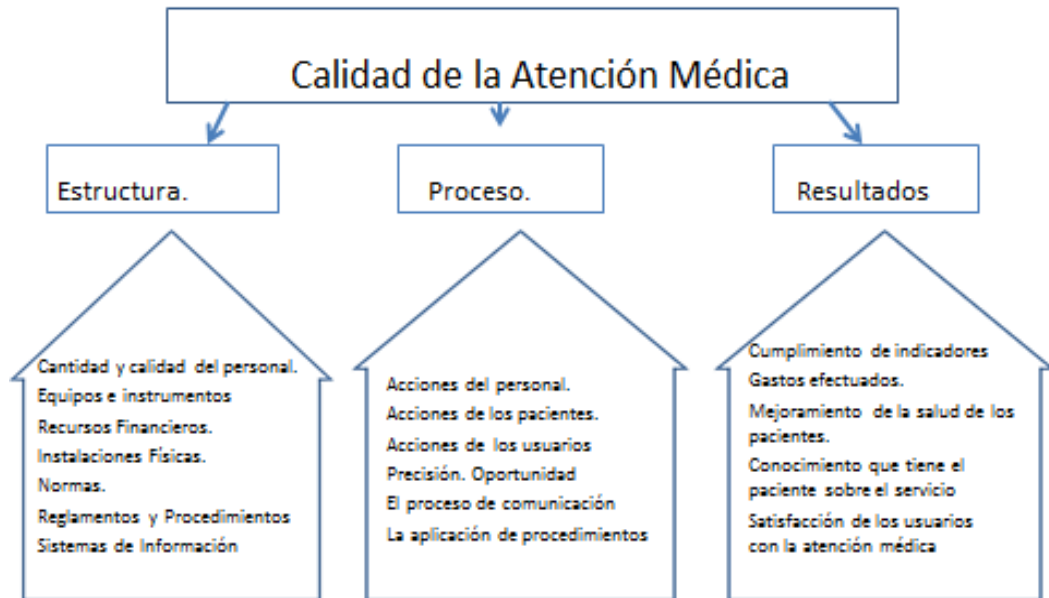 Calidad de la Atención Médica
Estructura.
Proceso.
Resultados
Cantidad y calidad del personal.
Equipos e instrumentos
Recursos Financieros.
Instalaciones Físicas.
Normas.
Reglamentos y Procedimientos
Sistemas de Información
Acciones del personal.
Acciones de los pacientes.
Acciones de los usuarios
Precisión. Oportunidad
El proceso de comunicación
La aplicación de procedimientos
Cumplimiento de indicadores
Gastos efectuados.
Mejoramiento de la salud de los
pacientes.
Conocimiento que tiene el
paciente sobre el servicio
Satisfacción de los usuarios
con la atención médica